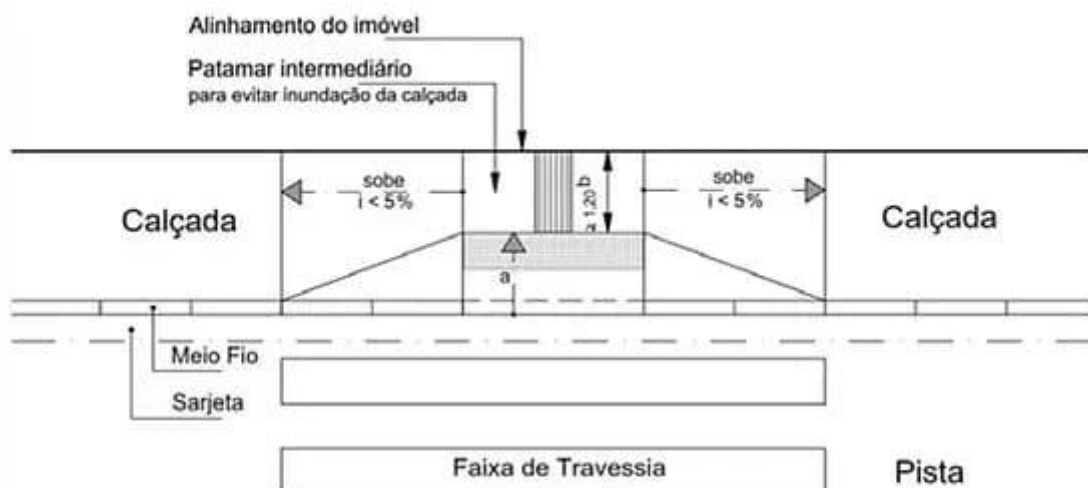 Alinhamento do imóvel
Patamar intermediário
para evitar inundação da calçada
Calçada
sobe
i < 5%
b
1,20
sobe
i < 5%
Calçada
a
Meio Fio
Sarjeta
Faixa de Travessia
Pista